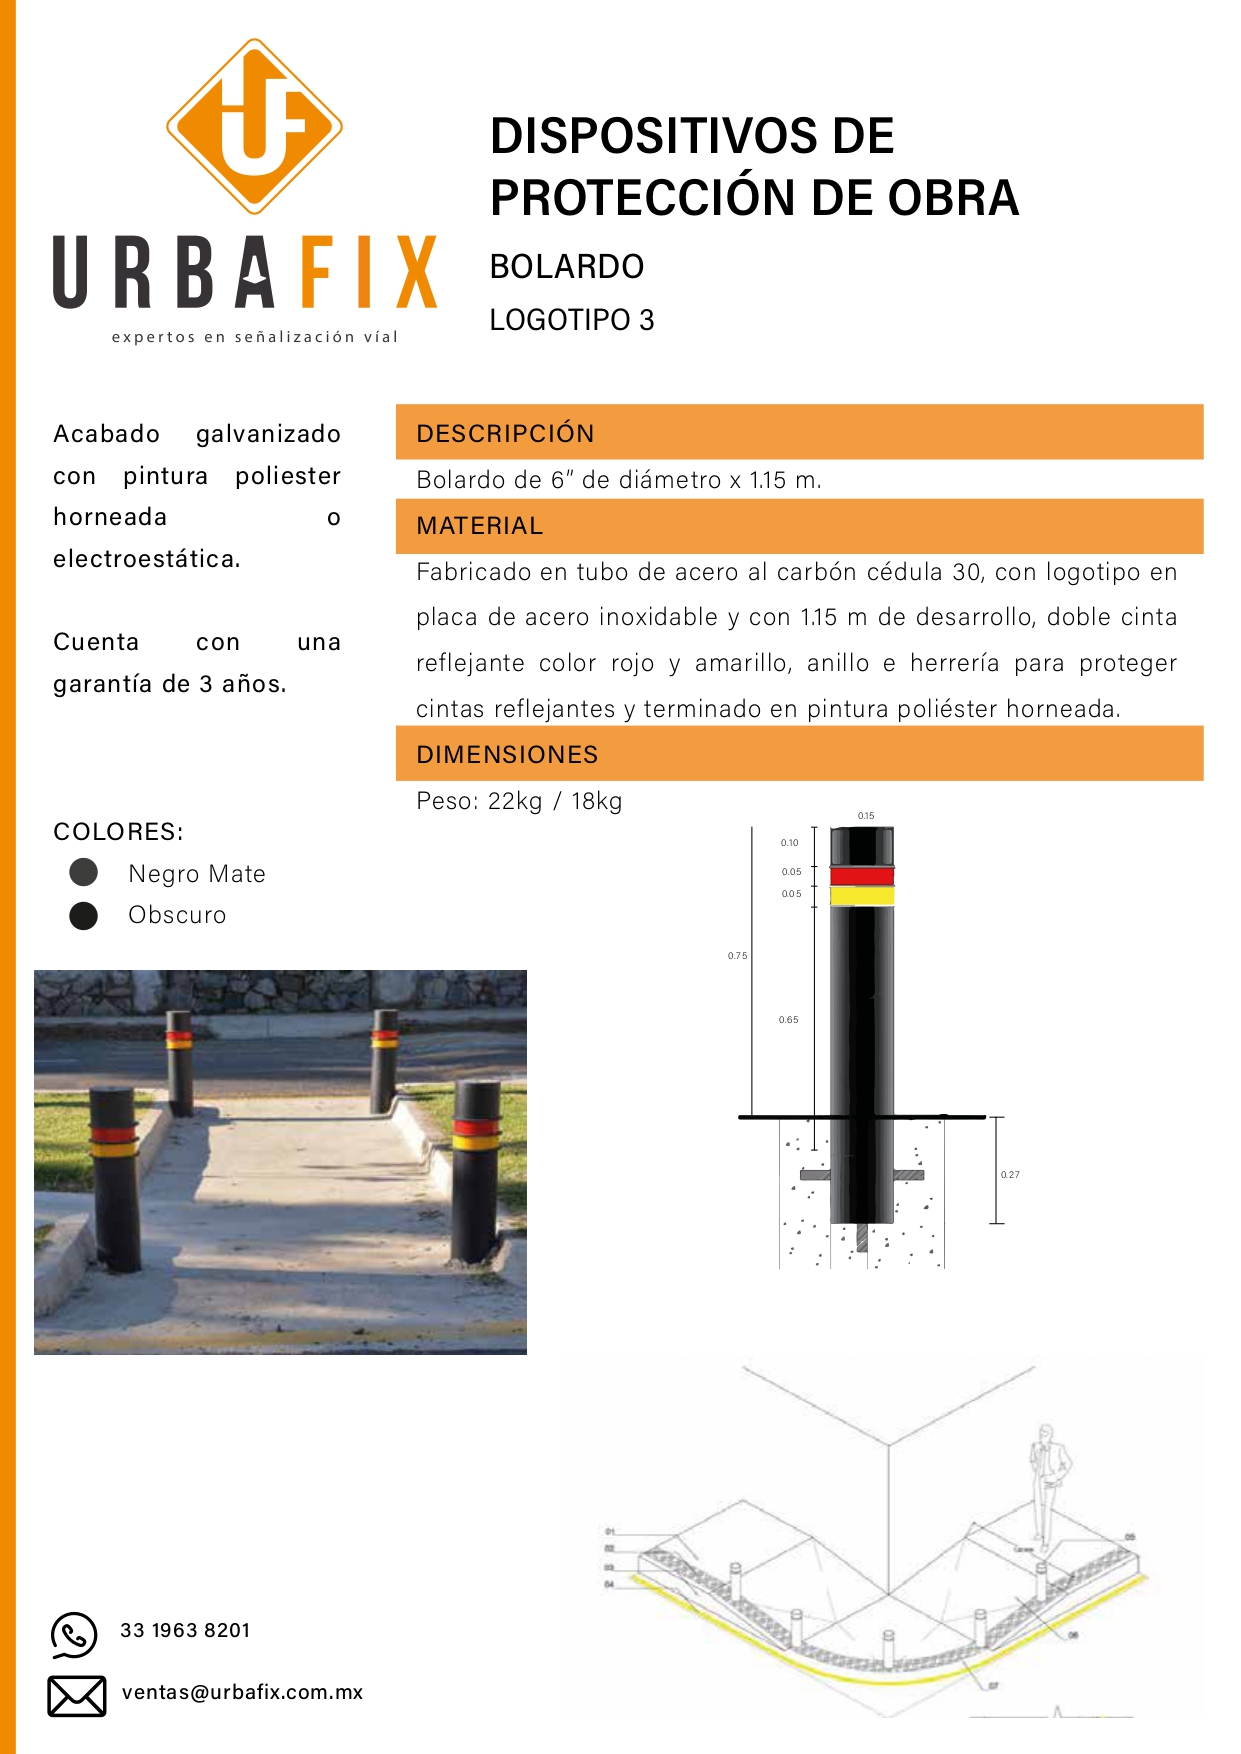 URBAFIX
expertos en señalización víal
DISPOSITIVOS DE
PROTECCIÓN DE OBRA
BOLARDO
LOGOTIPO 3
Acabado galvanizado
con pintura poliester
horneada o
electroestática.
Cuenta con una
garantía de 3 años.
COLORES:
Negro Mate
Obscuro
DESCRIPCIÓN
Bolardo de 6” de diámetro x 1.15 m.
MATERIAL
Fabricado en tubo de acero al carbón cédula 30, con logotipo en
placa de acero inoxidable y con 1.15 m de desarrollo, doble cinta
reflejante color rojo y amarillo, anillo e herrería para proteger
cintas reflejantes y terminado en pintura poliéster horneada.
DIMENSIONES
Peso: 22kg / 18kg
0.15
0.10
0.05
0.05
0.75
0.65
0.27
01
02
03
04
05
06
07
33 1963 8201
ventas@urbafix.com.mx